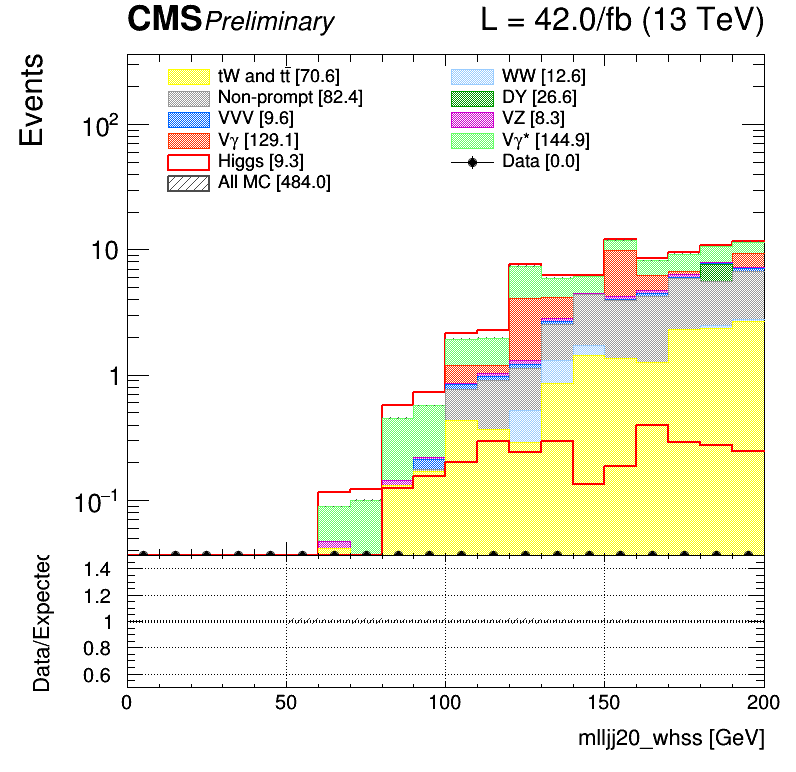 CMS Preliminary L = 42.0/fb (13 TeV)
Events
tW and tt̄ [70.6] WW [12.6]
Non-prompt [82.4] DY [26.6]
VVV [9.6] VZ [8.3]
Vγ [129.1] Vγ* [144.9]
Higgs [9.3] Data [0.0]
All MC [484.0]
10²
10
1
10⁻¹
Data/Expected
1.4
1.2
1
0.8
0.6
0 50 100 150 200
mlljj20_whss [GeV]